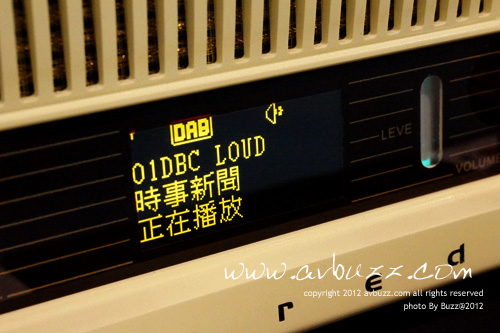 DAB
01DBC LOUD
時事新聞
正在播放
LEVE
VOLUM
www.avbuzz.com
copyright 2012 avbuzz.com all rights reserved
photo By Buzz@2012
r e d